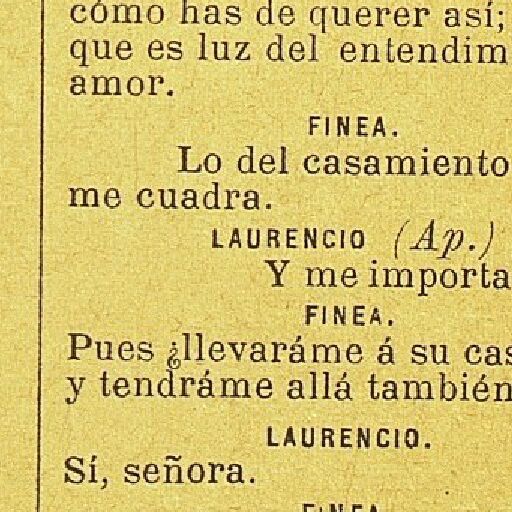 cómo has de querer así;
que es luz del entendim
amor.
FINEA.
Lo del casamiento
me cuadra.
LAURENCIO (Ap.)
Y me importa
FINEA.
Pues ¿llevaráme á su cas
y tendráme allá también
LAURENCIO.
Sí, señora.
FINEA